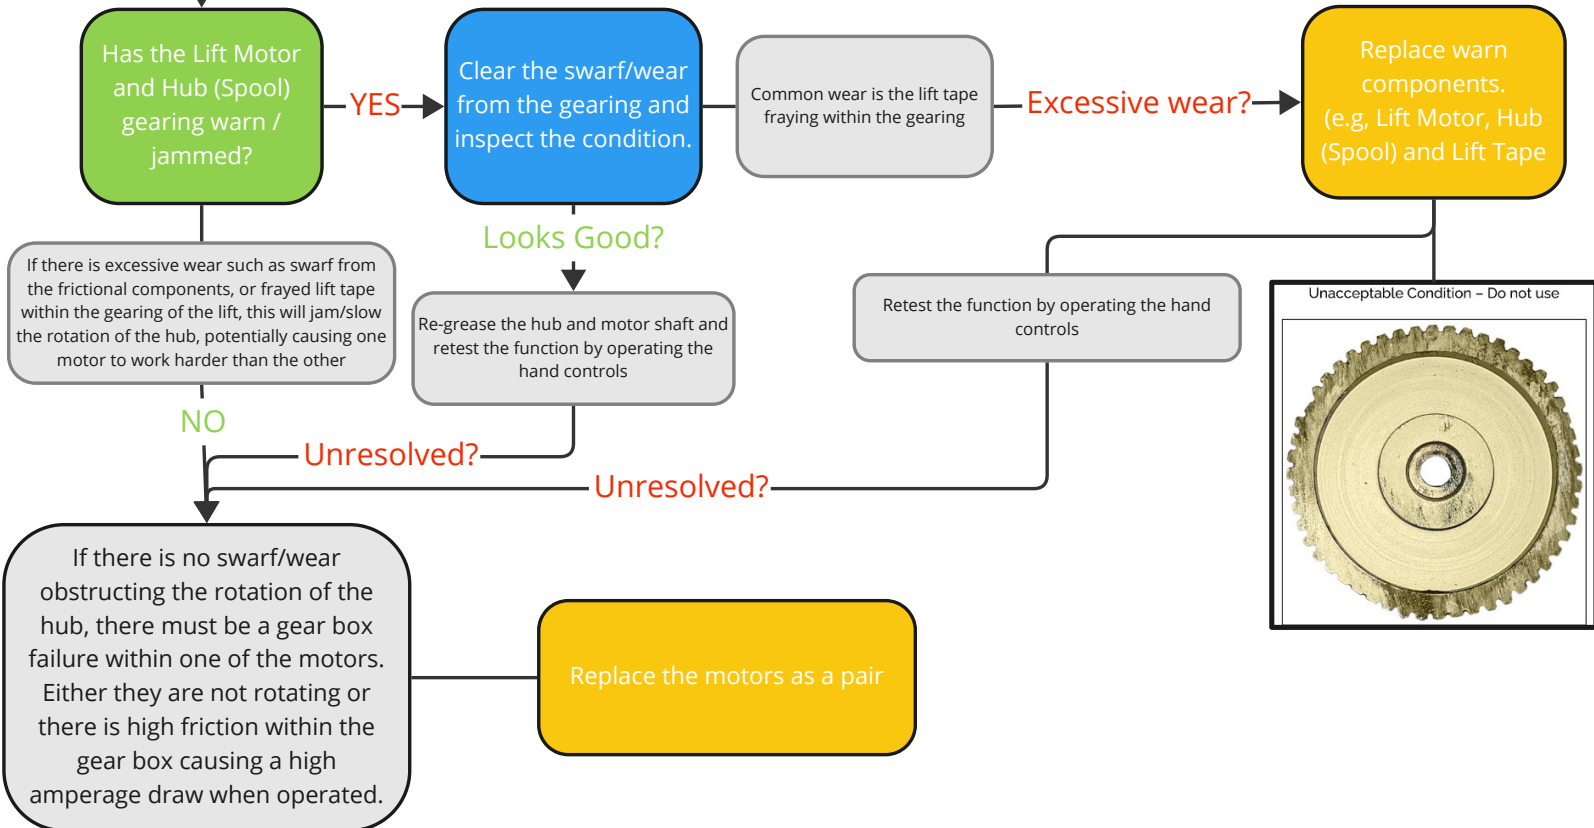 Has the Lift Motor
and Hub (Spool)
gearing warn /
jammed?
YES
Clear the swarf/wear
from the gearing and
inspect the condition.
Common wear is the lift tape
fraying within the gearing
Excessive wear?
Replace warn
components.
(e.g, Lift Motor, Hub
(Spool) and Lift Tape
If there is excessive wear such as swarf from
the frictional components, or frayed lift tape
within the gearing of the lift, this will jam/slow
the rotation of the hub, potentially causing one
motor to work harder than the other
NO
Looks Good?
Re-grease the hub and motor shaft and
retest the function by operating the
hand controls
Unresolved?
Retest the function by operating the hand
controls
Unresolved?
Unacceptable Condition – Do not use
If there is no swarf/wear
obstructing the rotation of the
hub, there must be a gear box
failure within one of the motors.
Either they are not rotating or
there is high friction within the
gear box causing a high
amperage draw when operated.
Replace the motors as a pair